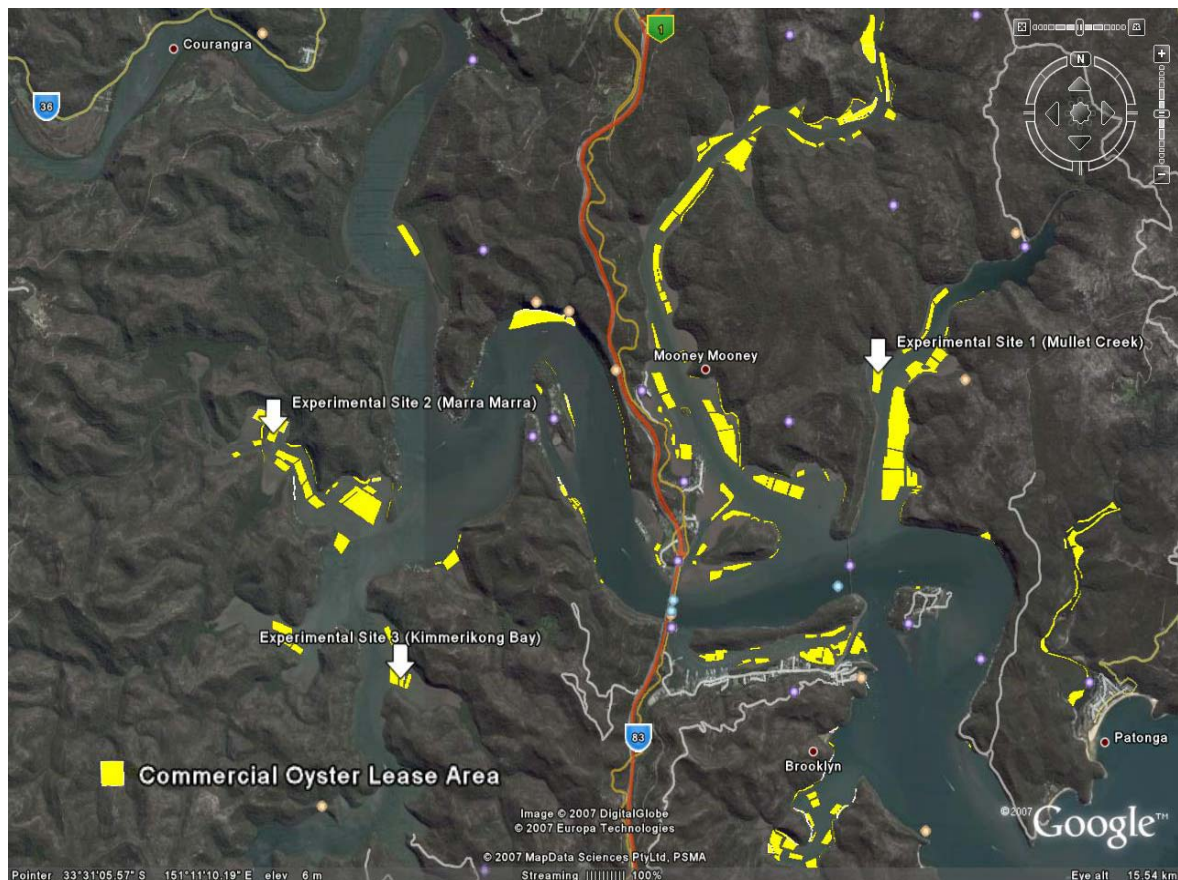 1
Courangra
N
36
Mooney Mooney
Experimental Site 1 (Mullet Creek)
Experimental Site 2 (Marra Marra)
Experimental Site 3 (Kimmerikong Bay)
83
Patonga
Brooklyn
Commercial Oyster Lease Area
Image © 2007 DigitalGlobe
© 2007 Europa Technologies
© 2007 MapData Sciences PtyLtd, PSMA
©2007 Google™
Pointer 33°31'05.57" S 151°11'10.19" E elev 6 m
Streaming |||||||||| 100%
Eye alt 15.54 km